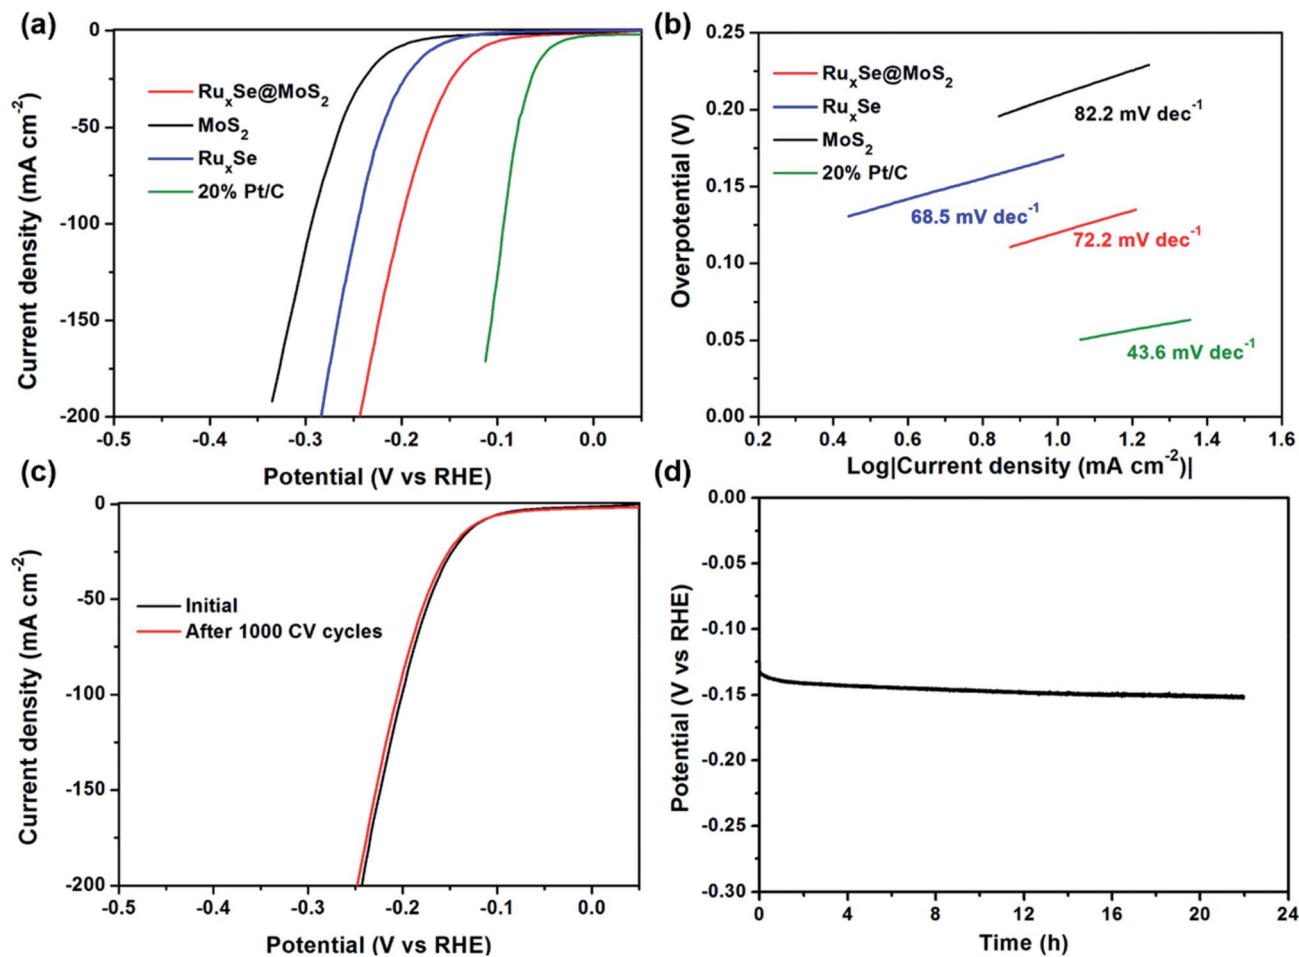 (a)
0
-50
-100
-150
-200
Current density (mA cm⁻²)
RuₓSe@MoS₂
MoS₂
RuₓSe
20% Pt/C
-0.5 -0.4 -0.3 -0.2 -0.1 0.0
Potential (V vs RHE)
(b)
0.25
0.20
0.15
0.10
0.05
0.00
Overpotential (V)
RuₓSe@MoS₂
RuₓSe
MoS₂
20% Pt/C
82.2 mV dec⁻¹
68.5 mV dec⁻¹
72.2 mV dec⁻¹
43.6 mV dec⁻¹
0.2 0.4 0.6 0.8 1.0 1.2 1.4 1.6
Log|Current density (mA cm⁻²)|
(c)
0
-50
-100
-150
-200
Current density (mA cm⁻²)
Initial
After 1000 CV cycles
-0.5 -0.4 -0.3 -0.2 -0.1 0.0
Potential (V vs RHE)
(d)
0.00
-0.05
-0.10
-0.15
-0.20
-0.25
-0.30
Potential (V vs RHE)
0 4 8 12 16 20 24
Time (h)